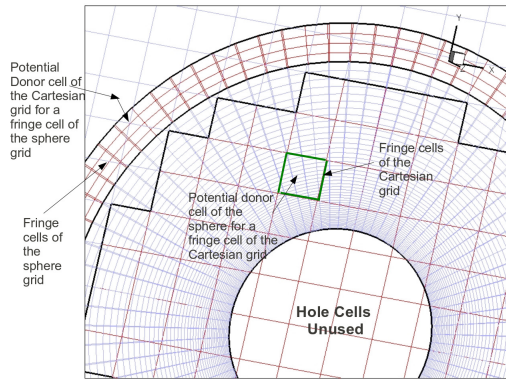 Potential
Donor cell of
the Cartesian
grid for a
fringe cell of
the sphere
grid
Fringe
cells of
the
sphere
grid
Potential donor
cell of the
sphere for a
fringe cell of the
Cartesian grid
Fringe cells
of the
Cartesian
grid
Hole Cells
Unused
Y
X
Z